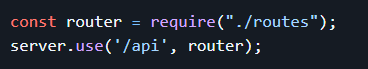 const router = require("./routes");
server.use('/api', router);